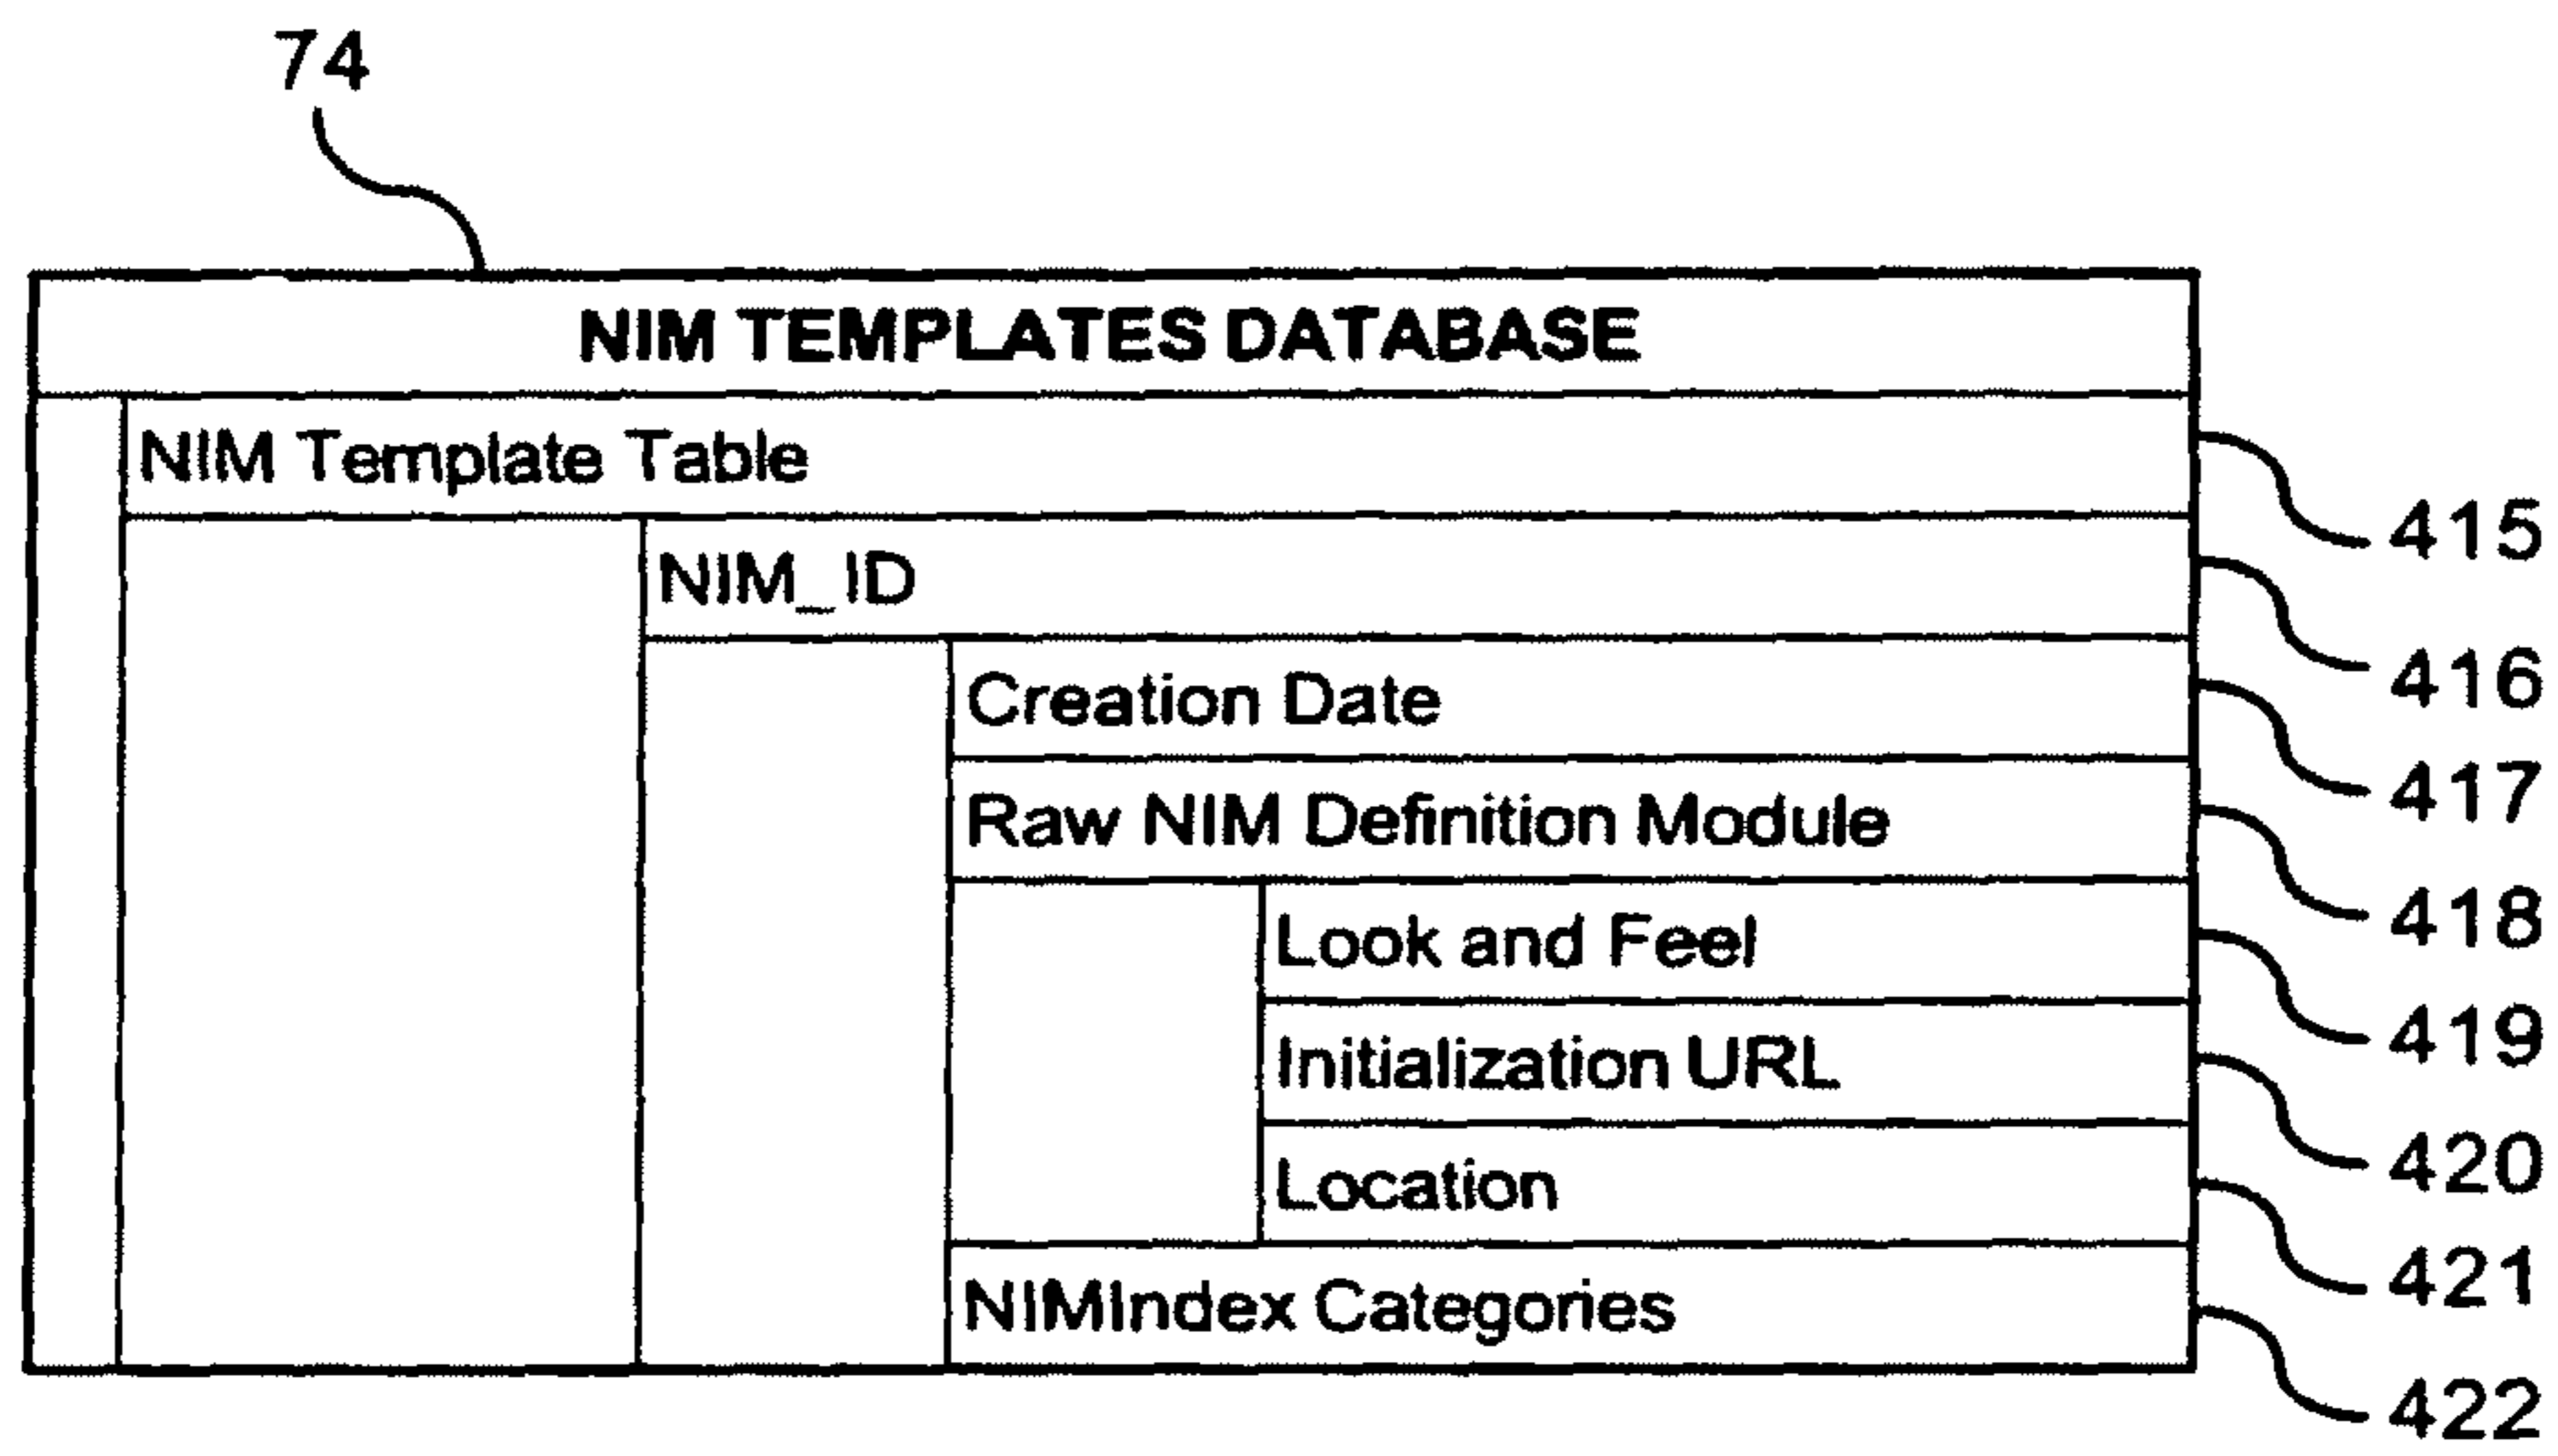 74
NIM TEMPLATES DATABASE
NIM Template Table
415
NIM_ID
416
Creation Date
417
Raw NIM Definition Module
418
Look and Feel
419
Initialization URL
420
Location
421
NIMIndex Categories
422